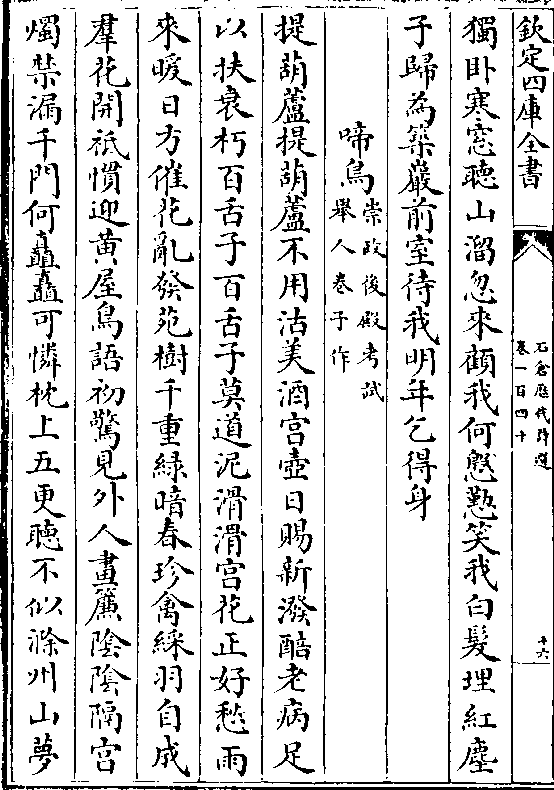 欽定四庫全書
石倉歷代詩選
卷一百四十
十六
獨卧寒窓聽山溜忽來顧我何慇懃笑我白髮埋紅塵
子歸為築巖前室待我明年乞得身
啼鳥
崇政後殿考試
舉人卷子作
提葫蘆提葫蘆不用沽美酒宫壺日賜新潑醅老病足
以扶衰朽百舌子百舌子莫道泥滑滑宫花正好愁雨
來暖日方催花亂發苑樹千重緑暗春珍禽綵羽自成
羣花開祗慣迎黄屋鳥語初驚見外人畫簾陰陰隔宫
燭禁漏千門何矗矗可憐枕上五更聽不似滁州山夢